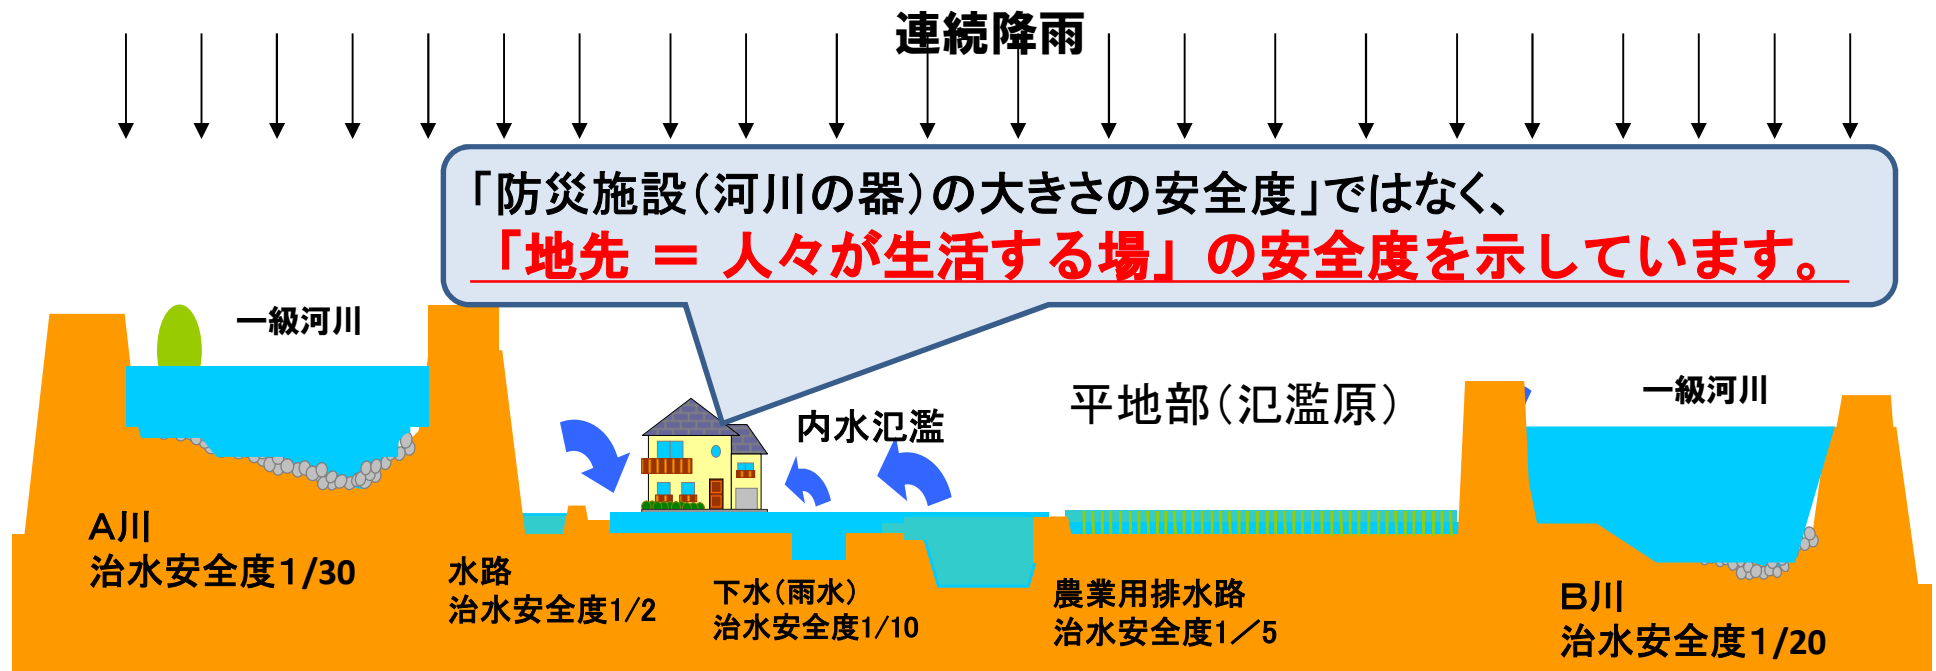 連続降雨
「防災施設（河川の器）の大きさの安全度」ではなく、
「地先 ＝ 人々が生活する場」の安全度を示しています。
一級河川
内水氾濫
平地部（氾濫原）
一級河川
A川
治水安全度1/30
水路
治水安全度1/2
下水（雨水）
治水安全度1/10
農業用排水路
治水安全度1／5
B川
治水安全度1/20